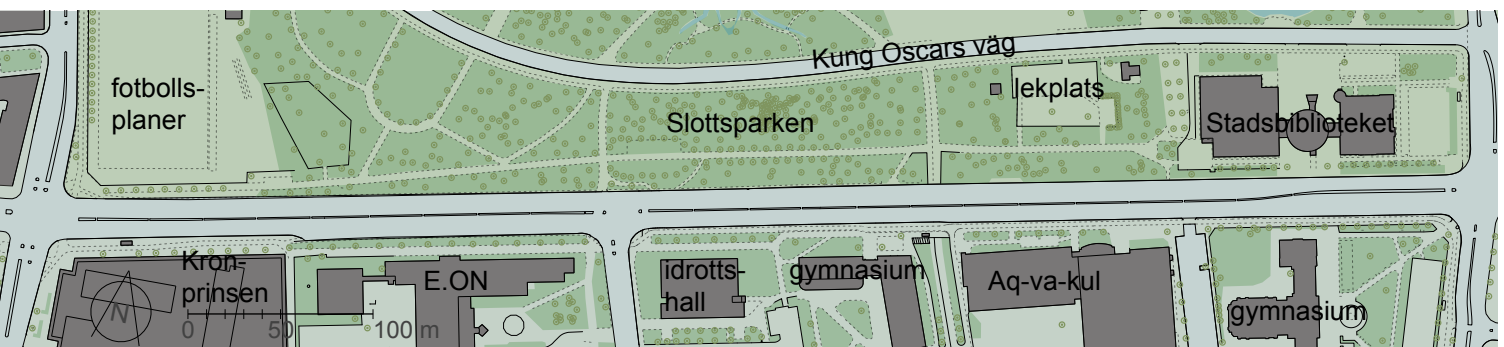 Kung Oscars väg
fotbolls-
planer
lekplats
Slottsparken
Stadsbiblioteket
Kron-
prinsen
E.ON
idrotts-
hall
gymnasium
Aq-va-kul
gymnasium
N
0 50 100 m